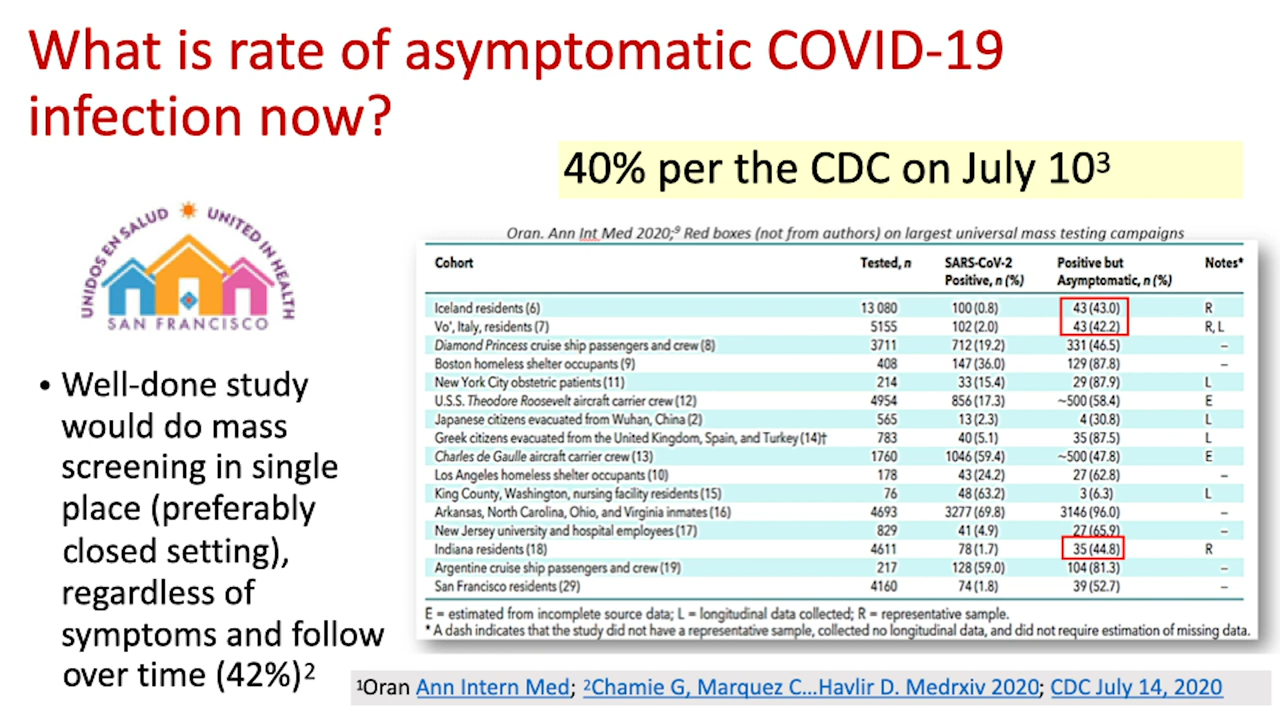 What is rate of asymptomatic COVID-19
infection now?
40% per the CDC on July 10³
UNIDOS EN SALUD UNITED IN HEALTH
SAN FRANCISCO
• Well-done study
would do mass
screening in single
place (preferably
closed setting),
regardless of
symptoms and follow
over time (42%)²
Oran. Ann Int Med 2020;⁹ Red boxes (not from authors) on largest universal mass testing campaigns
Cohort Tested, n SARS-CoV-2 Positive, n (%) Positive but Asymptomatic, n (%) Notes*
Iceland residents (6) 13 080 100 (0.8) 43 (43.0) R
Vo', Italy, residents (7) 5155 102 (2.0) 43 (42.2) R, L
Diamond Princess cruise ship passengers and crew (8) 3711 712 (19.2) 331 (46.5) –
Boston homeless shelter occupants (9) 408 147 (36.0) 129 (87.8) –
New York City obstetric patients (11) 214 33 (15.4) 29 (87.9) L
U.S.S. Theodore Roosevelt aircraft carrier crew (12) 4954 856 (17.3) ~500 (58.4) E
Japanese citizens evacuated from Wuhan, China (2) 565 13 (2.3) 4 (30.8) L
Greek citizens evacuated from the United Kingdom, Spain, and Turkey (14)† 783 40 (5.1) 35 (87.5) L
Charles de Gaulle aircraft carrier crew (13) 1760 1046 (59.4) ~500 (47.8) E
Los Angeles homeless shelter occupants (10) 178 43 (24.2) 27 (62.8) –
King County, Washington, nursing facility residents (15) 76 48 (63.2) 3 (6.3) L
Arkansas, North Carolina, Ohio, and Virginia inmates (16) 4693 3277 (69.8) 3146 (96.0) –
New Jersey university and hospital employees (17) 829 41 (4.9) 27 (65.9) –
Indiana residents (18) 4611 78 (1.7) 35 (44.8) R
Argentine cruise ship passengers and crew (19) 217 128 (59.0) 104 (81.3) –
San Francisco residents (29) 4160 74 (1.8) 39 (52.7) –
E = estimated from incomplete source data; L = longitudinal data collected; R = representative sample.
* A dash indicates that the study did not have a representative sample, collected no longitudinal data, and did not require estimation of missing data.
¹Oran Ann Intern Med; ²Chamie G, Marquez C...Havlir D. Medrxiv 2020; CDC July 14, 2020